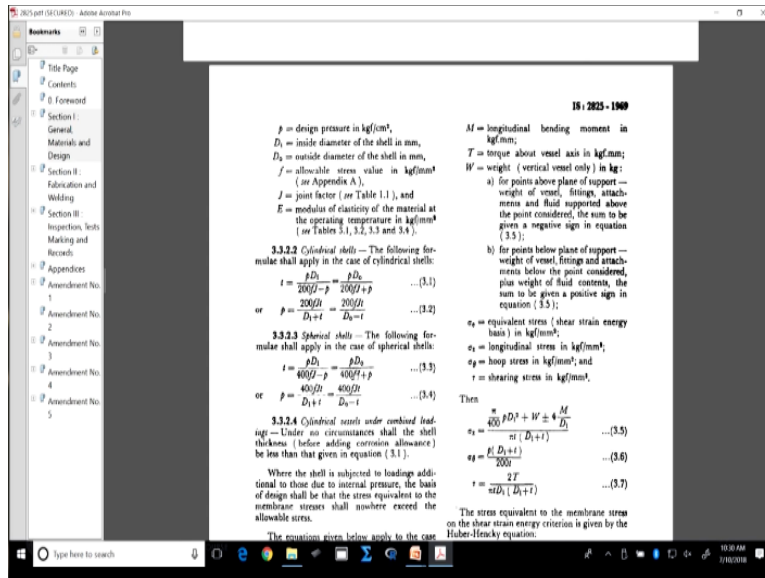 2825.pdf (SECURED) - Adobe Acrobat Pro
Bookmarks
Title Page
Contents
0. Foreword
Section I :
General,
Materials and
Design
Section II :
Fabrication and
Welding
Section III :
Inspection, Tests
Marking and
Records
Appendices
Amendment No.
1
Amendment No.
2
Amendment No.
3
Amendment No.
4
Amendment No.
5
IS : 2825 - 1969
p = design pressure in kgf/cm²,
Di = inside diameter of the shell in mm,
Do = outside diameter of the shell in mm,
f = allowable stress value in kgf/mm²
( see Appendix A ),
J = joint factor ( see Table 1.1 ), and
E = modulus of elasticity of the material at
the operating temperature in kgf/mm²
( see Tables 3.1, 3.2, 3.3 and 3.4 ).
3.3.2.2 Cylindrical shells — The following for-
mulae shall apply in the case of cylindrical shells:
t = pDi / 200fJ−p = pDo / 200fJ+p ...(3.1)
or p = 200fJt / Di+t = 200fJt / Do−t ...(3.2)
3.3.2.3 Spherical shells — The following for-
mulae shall apply in the case of spherical shells:
t = pDi / 400fJ−p = pDo / 400fJ+p ...(3.3)
or p = 400fJt / Di+t = 400fJt / Do−t ...(3.4)
3.3.2.4 Cylindrical vessels under combined load-
ings — Under no circumstances shall the shell
thickness ( before adding corrosion allowance )
be less than that given in equation ( 3.1 ).
Where the shell is subjected to loadings addi-
tional to those due to internal pressure, the basis
of design shall be that the stress equivalent to the
membrane stresses shall nowhere exceed the
allowable stress.
The equations given below apply to the case
M = longitudinal bending moment in
kgf.mm;
T = torque about vessel axis in kgf.mm;
W = weight ( vertical vessel only ) in kg :
a) for points above plane of support —
weight of vessel, fittings, attach-
ments and fluid supported above
the point considered, the sum to be
given a negative sign in equation
( 3.5 );
b) for points below plane of support —
weight of vessel, fittings and attach-
ments below the point considered,
plus weight of fluid contents, the
sum to be given a positive sign in
equation ( 3.5 );
σe = equivalent stress ( shear strain energy
basis ) in kgf/mm²;
σz = longitudinal stress in kgf/mm²;
σθ = hoop stress in kgf/mm²; and
τ = shearing stress in kgf/mm².
Then
σz = π/400 pDi² + W ± 4 M/Di / πt ( Di+t ) ...(3.5)
σθ = p( Di+t ) / 200t ...(3.6)
τ = 2T / πtDi ( Di+t ) ...(3.7)
The stress equivalent to the membrane stress
on the shear strain energy criterion is given by the
Huber-Hencky equation:
Type here to search
10:30 AM
7/10/2018